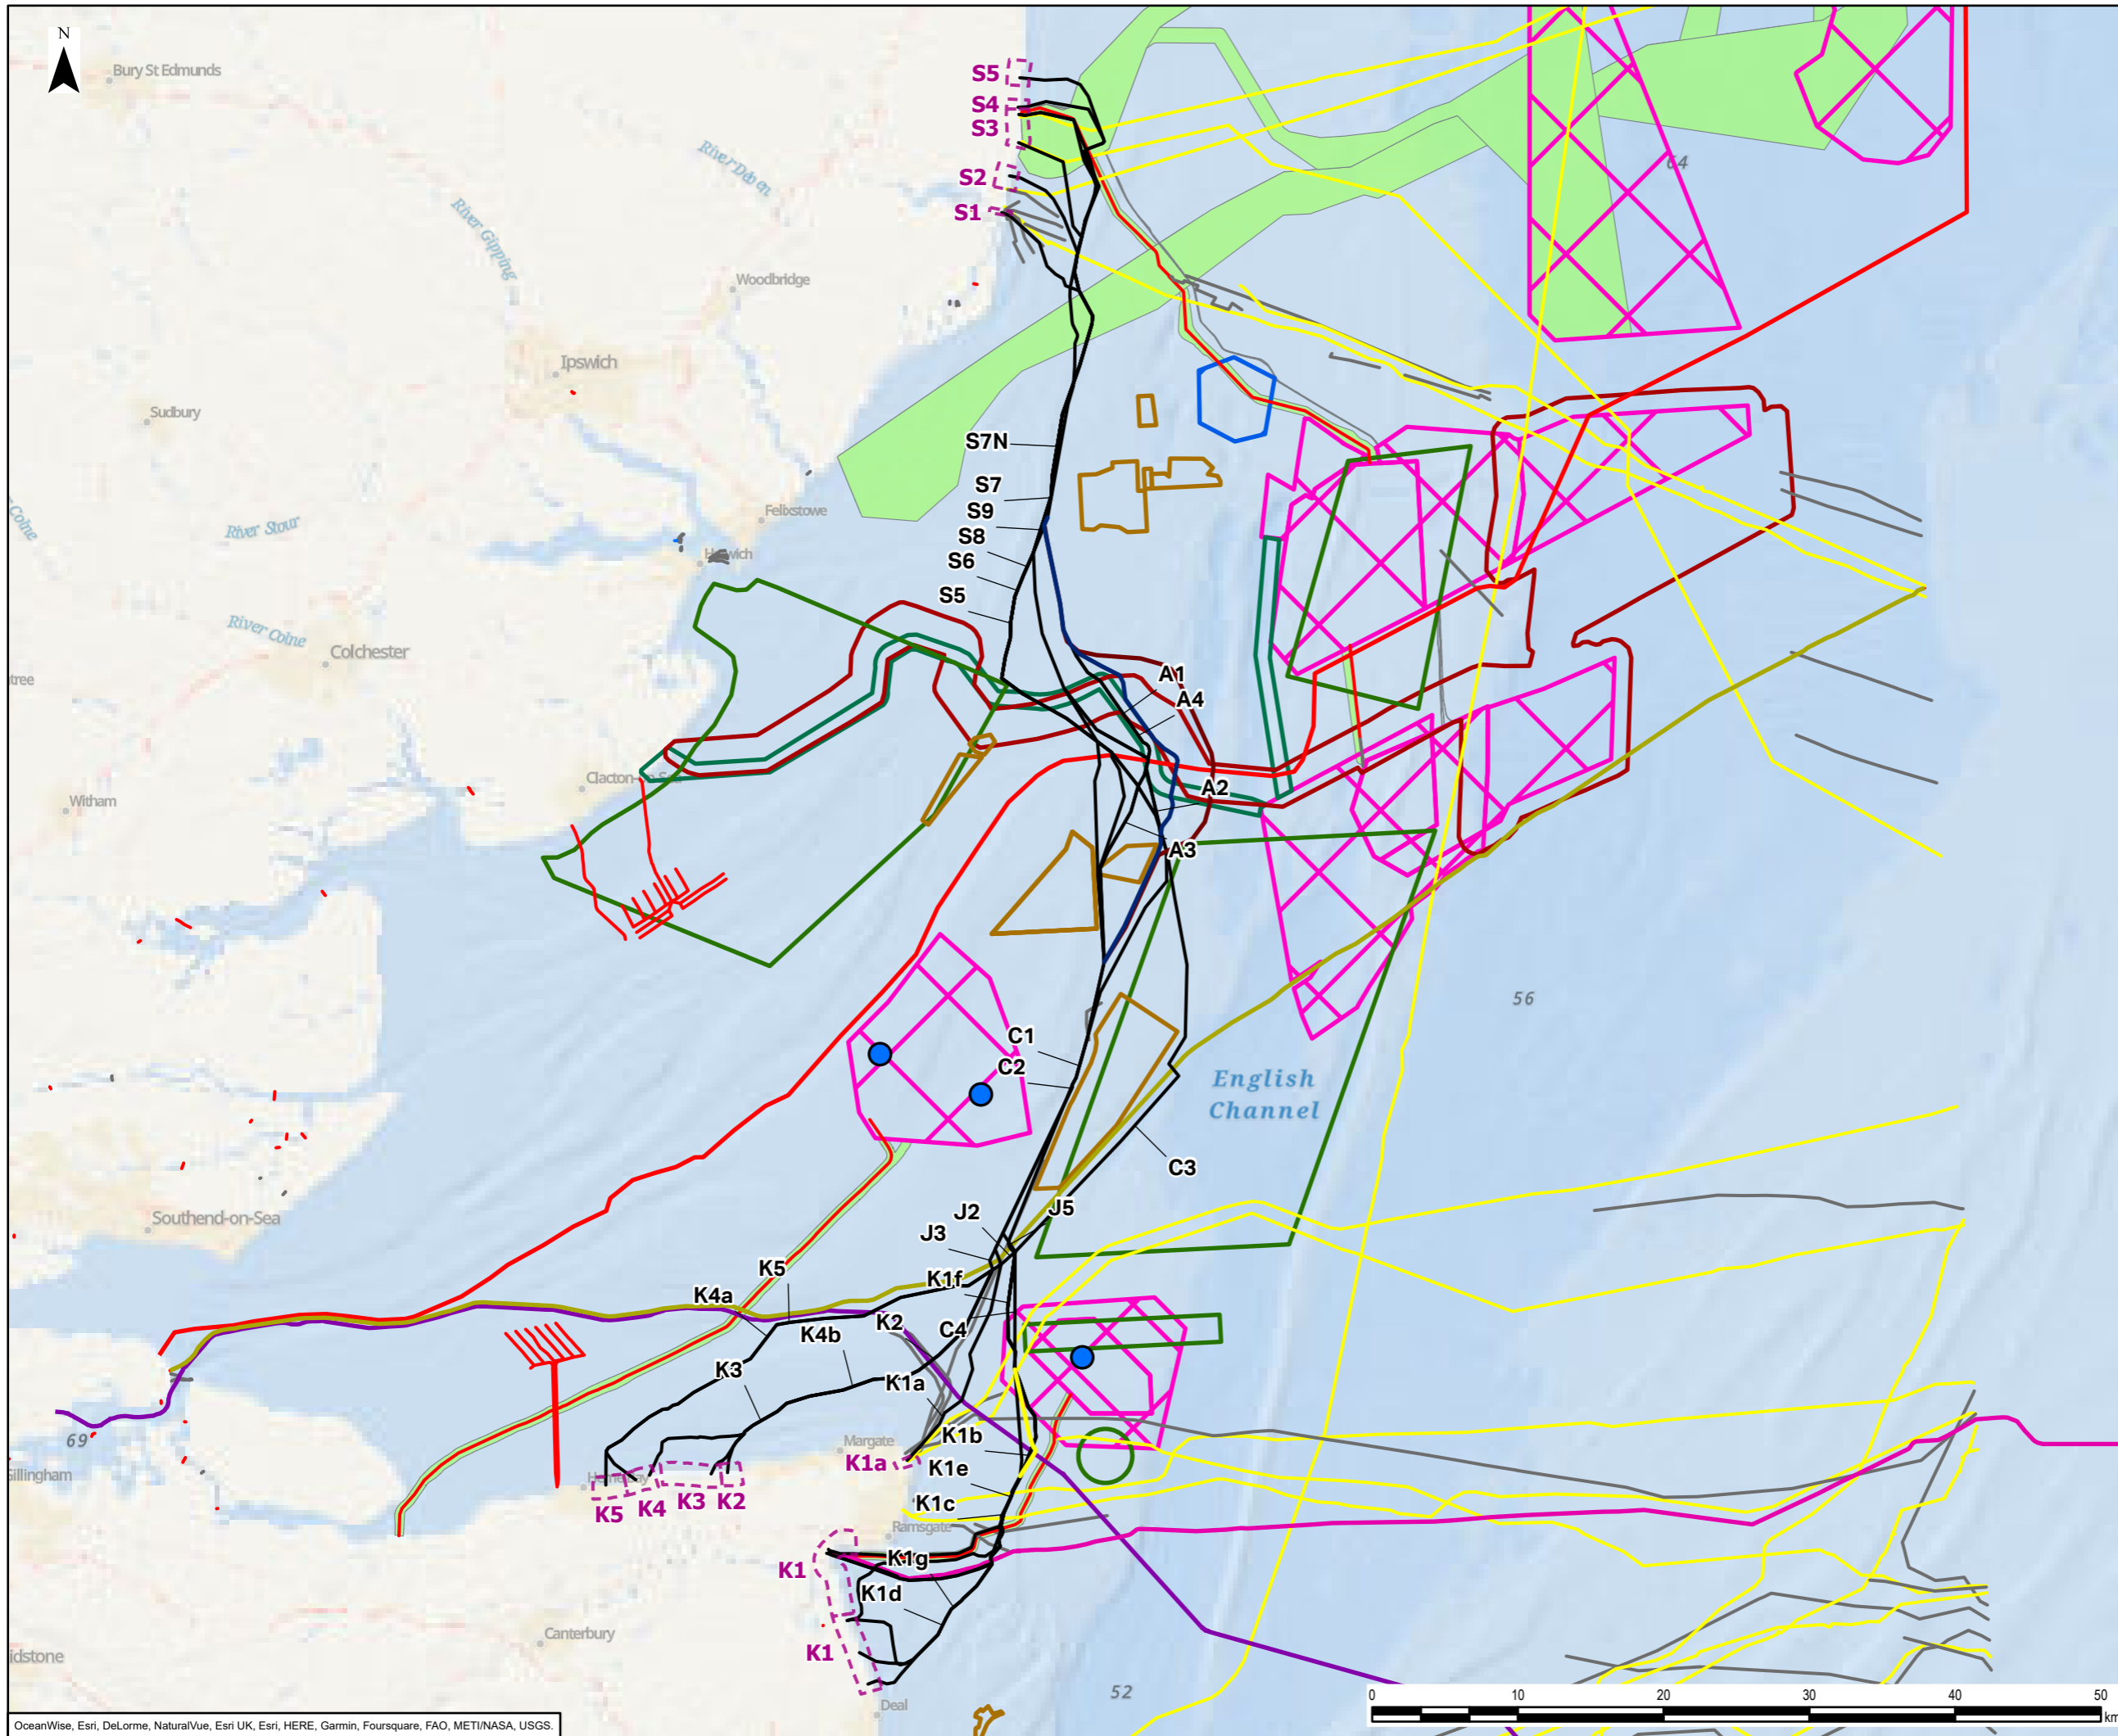 N
Bury St Edmunds
S5
S4
S3
64
River Deben
S2
River Gipping
S1
Woodbridge
Ipswich
Sudbury
S7N
S7
Colne
River Stour
Felixstowe
S9
S8
S6
S5
River Colne
Colchester
A1
tree
A4
Clacton-on-Sea
A2
Witham
A3
56
C1
C2
English
Channel
C3
Southend-on-Sea
J2
J5
J3
K5
K1f
K4a
K2
C4
K4b
K3
K1a
69
Margate
K1b
K1a
K1e
Gillingham
K5
K4
K3
K2
K1c
Ramsgate
K1
K1g
K1d
Canterbury
K1
idstone
52
Deal
0 10 20 30 40 50
km
OceanWise, Esri, DeLorme, NaturalVue, Esri UK, Esri, HERE, Garmin, Foursquare, FAO, METI/NASA, USGS.